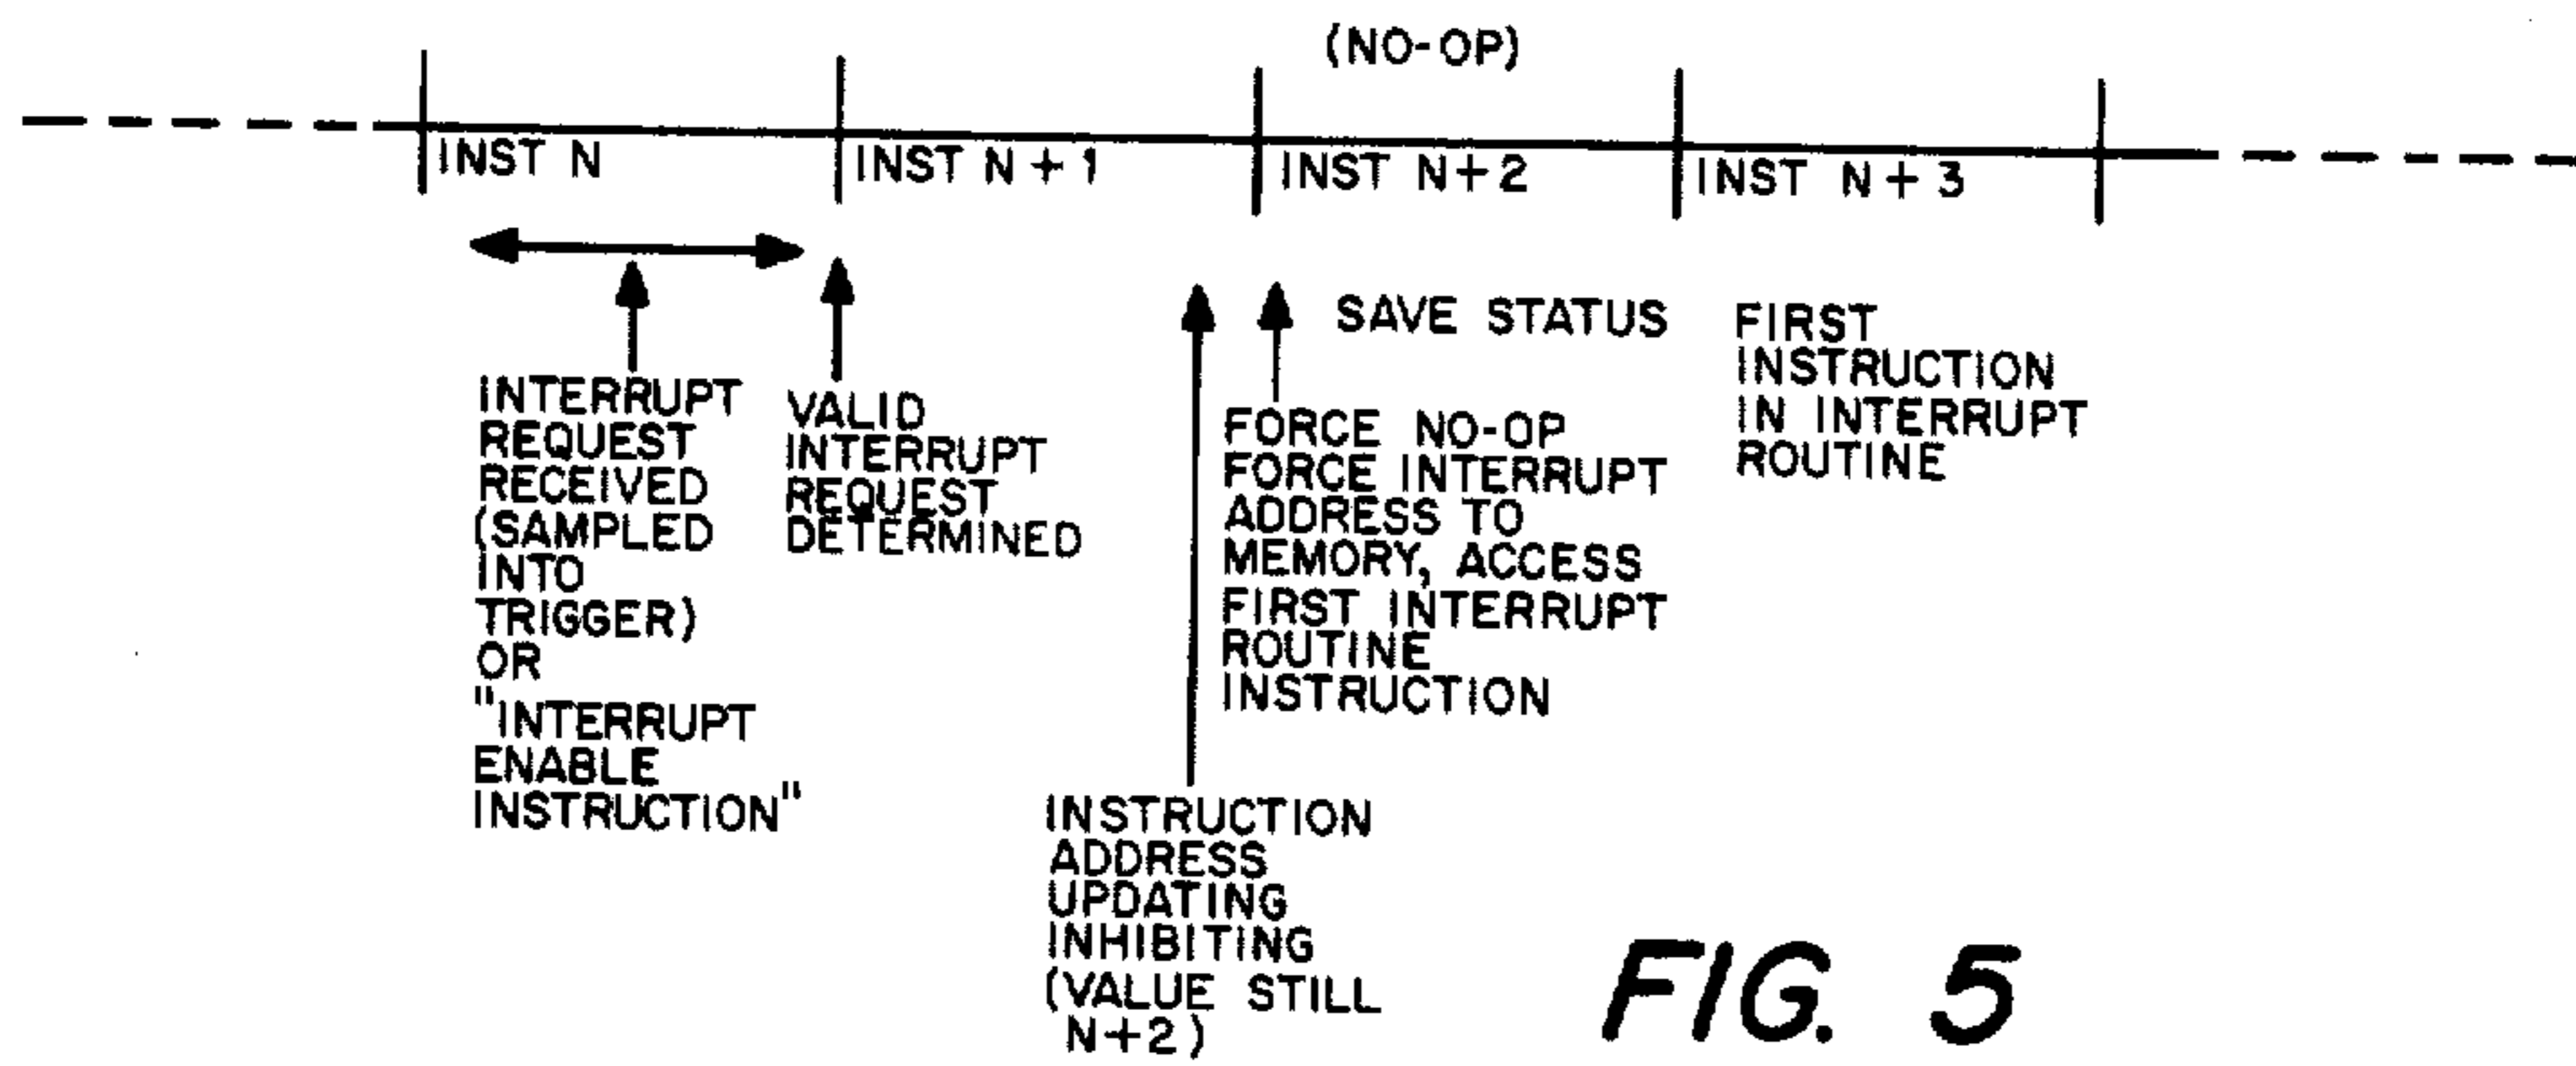 (NO-OP)
INST N
INST N+1
INST N+2
INST N+3
INTERRUPT
REQUEST
RECEIVED
(SAMPLED
INTO
TRIGGER)
OR
"INTERRUPT
ENABLE
INSTRUCTION"
VALID
INTERRUPT
REQUEST
DETERMINED
INSTRUCTION
ADDRESS
UPDATING
INHIBITING
(VALUE STILL
N+2)
SAVE STATUS
FORCE NO-OP
FORCE INTERRUPT
ADDRESS TO
MEMORY, ACCESS
FIRST INTERRUPT
ROUTINE
INSTRUCTION
FIRST
INSTRUCTION
IN INTERRUPT
ROUTINE
FIG. 5